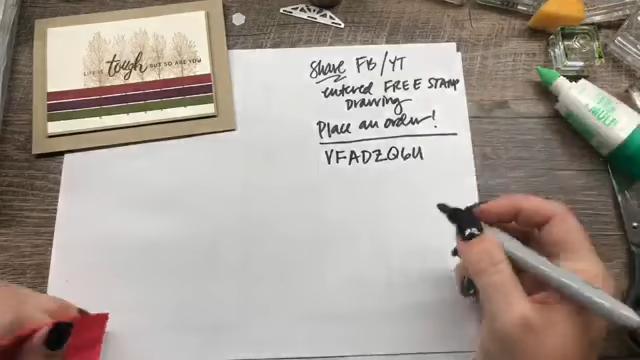 LIFE IS tough BUT SO ARE YOU
Share FB/YT
entered FREE STAMP
Drawing
Place an order!
VFADZQ6U